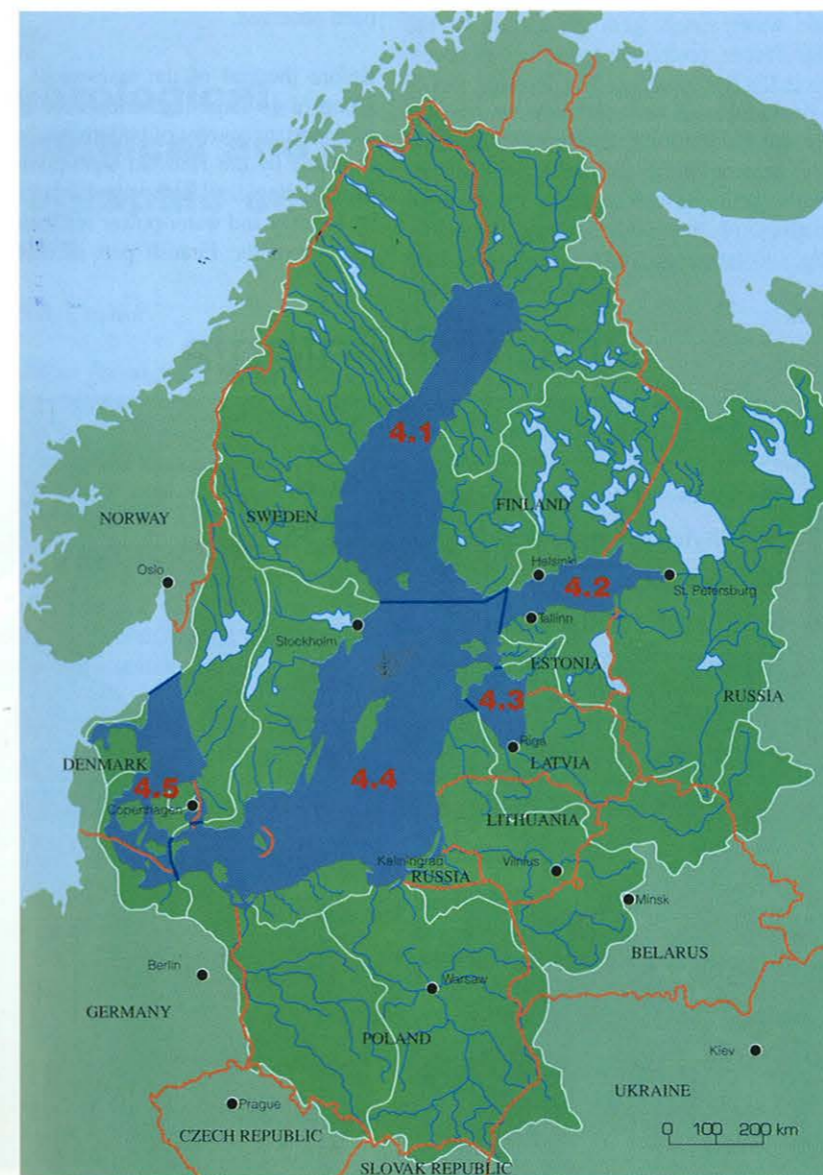 4.1
NORWAY
SWEDEN
FINLAND
Oslo
Helsinki
4.2
St. Petersburg
Stockholm
Tallinn
ESTONIA
4.3
RUSSIA
Riga
LATVIA
DENMARK
4.5
4.4
Copenhagen
LITHUANIA
Kaliningrad
RUSSIA
Vilnius
Minsk
BELARUS
Berlin
Warsaw
GERMANY
POLAND
Kiev
UKRAINE
Prague
CZECH REPUBLIC
0 100 200 km
SLOVAK REPUBLIC